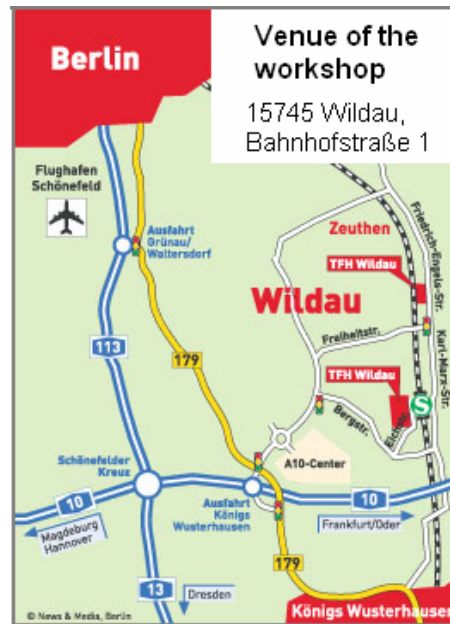 Berlin
Venue of the
workshop
15745 Wildau,
Bahnhofstraße 1
Flughafen
Schönefeld
Ausfahrt
Grünau/
Waltersdorf
Zeuthen
Friedrich-Engels-Str.
TFH Wildau
Wildau
Freiheitstr.
Karl-Marx-Str.
113
179
TFH Wildau
S
Bergstr.
Eichstr.
A10-Center
Schönefelder
Kreuz
10
Magdeburg
Hannover
Ausfahrt
Königs
Wusterhausen
10
Frankfurt/Oder
13
Dresden
179
Königs Wusterhausen
© News & Media, Berlin